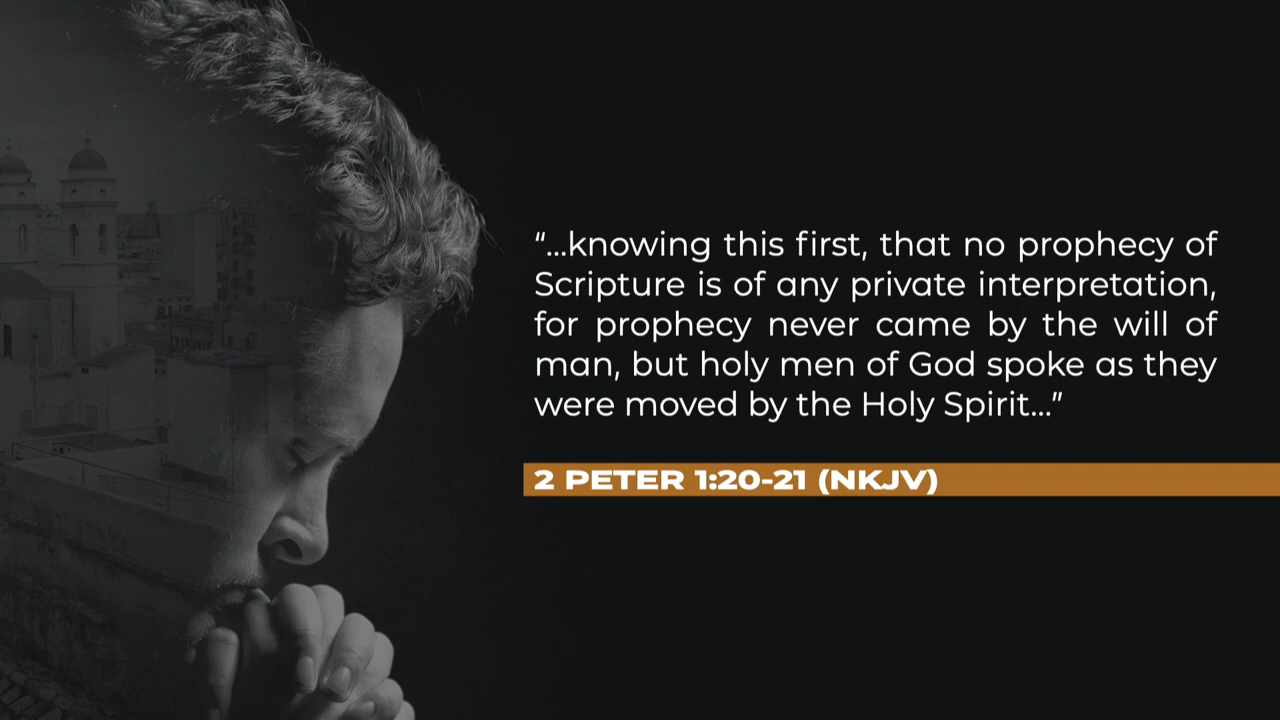 “...knowing this first, that no prophecy of
Scripture is of any private interpretation,
for prophecy never came by the will of
man, but holy men of God spoke as they
were moved by the Holy Spirit...”
2 PETER 1:20-21 (NKJV)